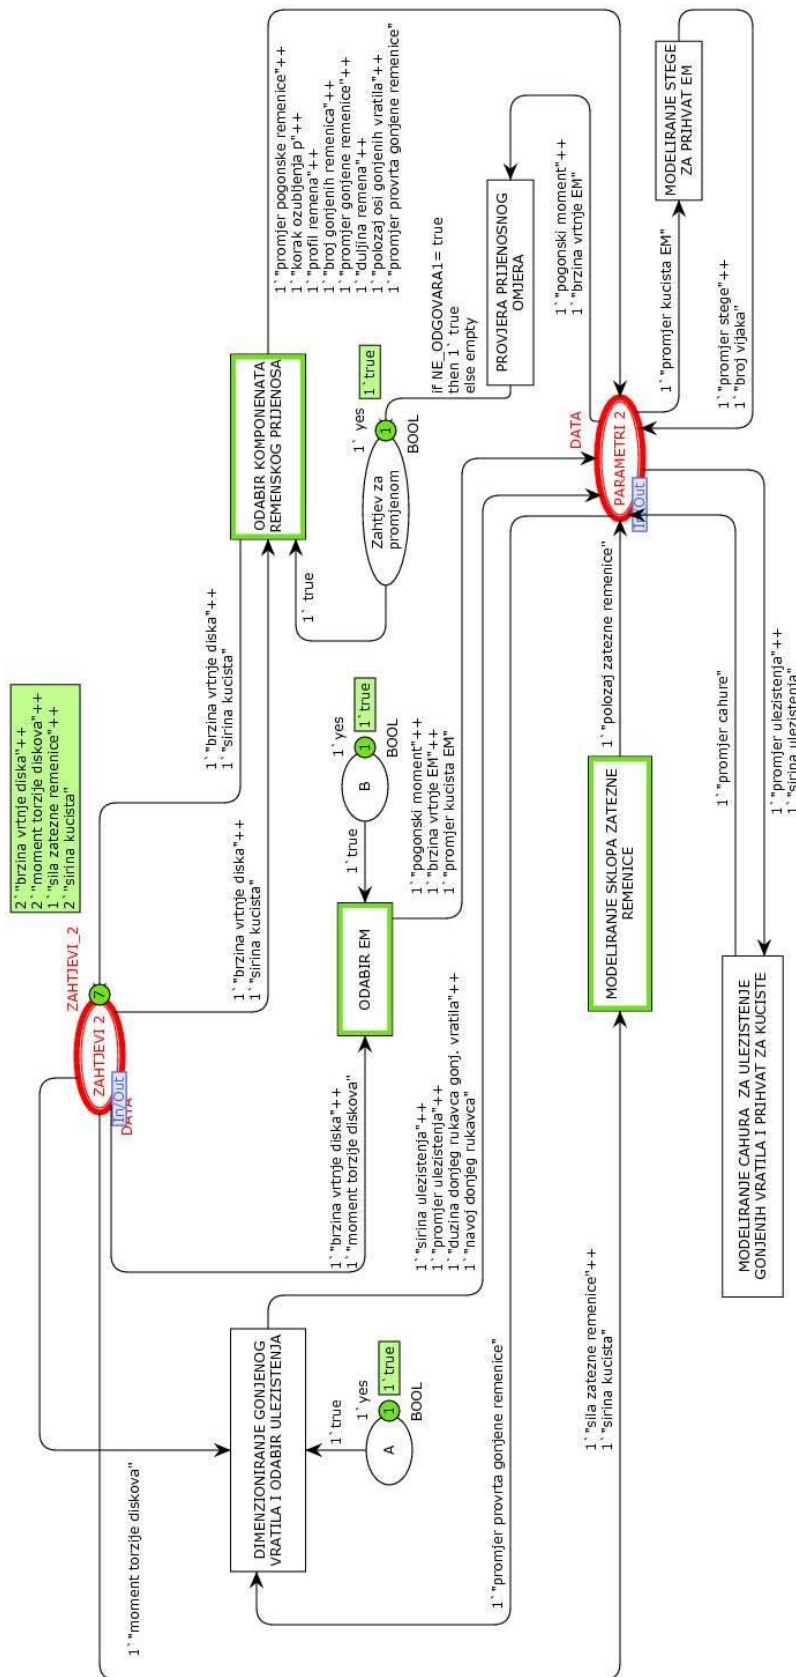 1`"moment torzije diskova"
ZAHTJEVI_2
2`"brzina vrtnje diska"++
2`"moment torzije diskova"++
1`"sila zatezne remenice"++
2`"sirina kucista"
ZAHTJEVI 2
In/Out
DATA
1`"brzina vrtnje diska"++
1`"sirina kucista"
1`"brzina vrtnje diska"++
1`"sirina kucista"
7
DIMENZIONIRANJE GONJENOG
VRATILA I ODABIR ULEZISTENJA
1`"brzina vrtnje diska"++
1`"moment torzije diskova"
ODABIR KOMPONENATA
REMENSKOG PRIJENOSA
1`"promjer pogonske remenice"++
1`"korak ozubljenja p"++
1`"profil remena"++
1`"broj gonjenih remenica"++
1`"promjer gonjene remenice"++
1`"duljina remena"++
1`"polozaj osi gonjenih vratila"++
1`"promjer provrta gonjene remenice"
1`true
1`yes
A
1
1`true
BOOL
ODABIR EM
1`true
1`yes
B
1
1`true
BOOL
1` true
1` yes
Zahtjev za
promjenom
1
1`true
BOOL
if NE_ODGOVARA1= true
then 1` true
else empty
PROVJERA PRIJENOSNOG
OMJERA
1`"sirina ulezistenja"++
1`"promjer ulezistenja"++
1`"duzina donjeg rukavca gonj. vratila"++
1`"navoj donjeg rukavca"
1`"pogonski moment"++
1`"brzina vrtnje EM"++
1`"promjer kucista EM"
1`"pogonski moment"++
1`"brzina vrtnje EM"
1`"promjer provrta gonjene remenice"
DATA
PARAMETRI 2
In/Out
1`"sila zatezne remenice"++
1`"sirina kucista"
MODELIRANJE SKLOPA ZATEZNE
REMENICE
1`"polozaj zatezne remenice"
1`"promjer kucista EM"
MODELIRANJE STEGE
ZA PRIHVAT EM
1`"promjer stege"++
1`"broj vijaka"
1`"promjer cahure"
MODELIRANJE CAHURA ZA ULEZISTENJE
GONJENIH VRATILA I PRIHVAT ZA KUCISTE
1`"promjer ulezistenja"++
1`"sirina ulezistenja"